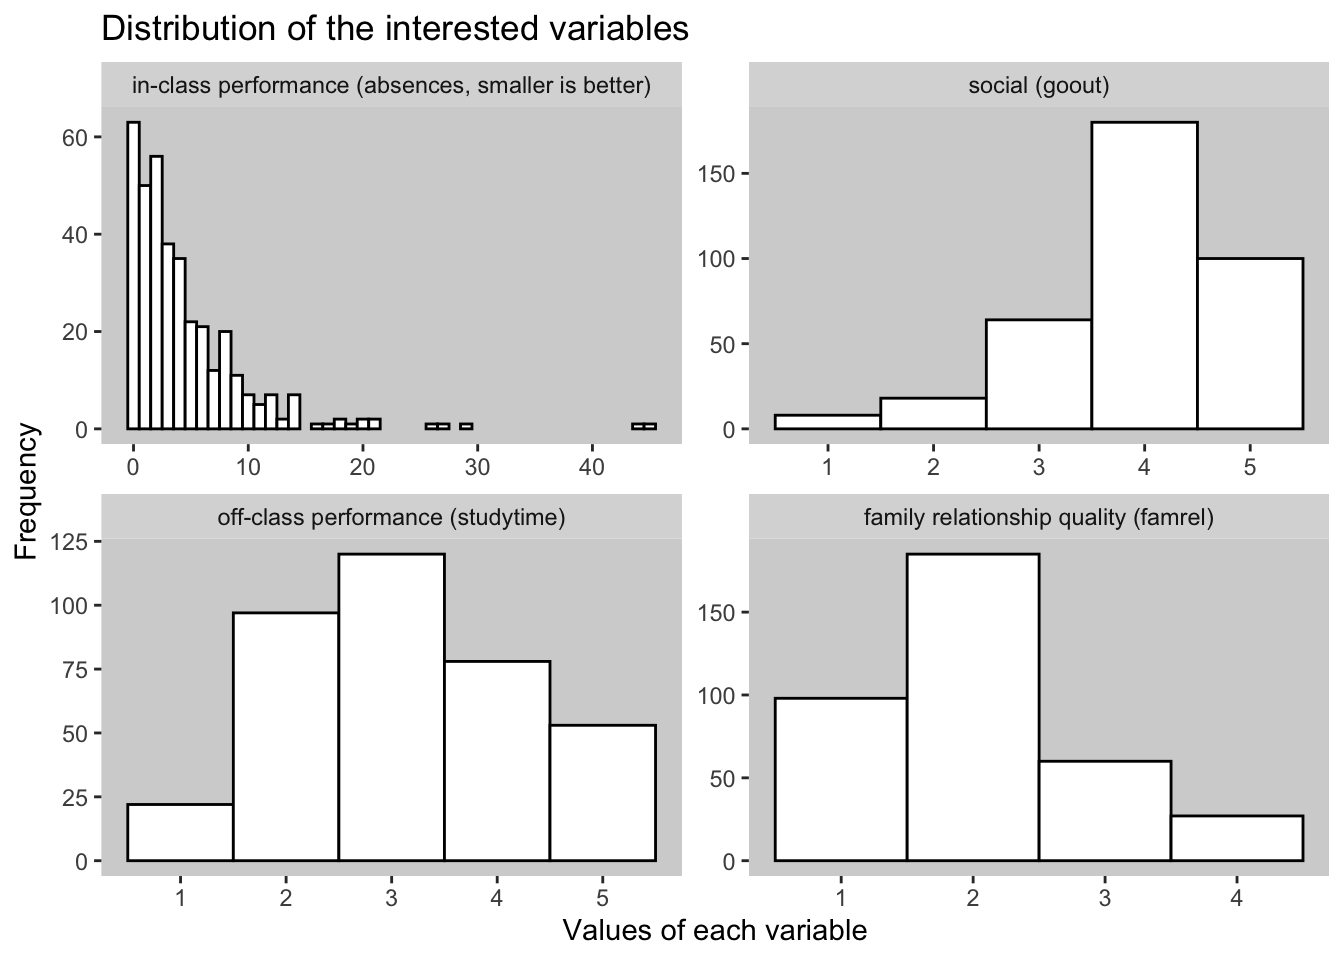 Distribution of the interested variables
in-class performance (absences, smaller is better)
60
40
20
0
0 10 20 30 40
social (goout)
150
100
50
0
1 2 3 4 5
off-class performance (studytime)
125
100
75
50
25
0
1 2 3 4 5
family relationship quality (famrel)
150
100
50
0
1 2 3 4
Frequency
Values of each variable